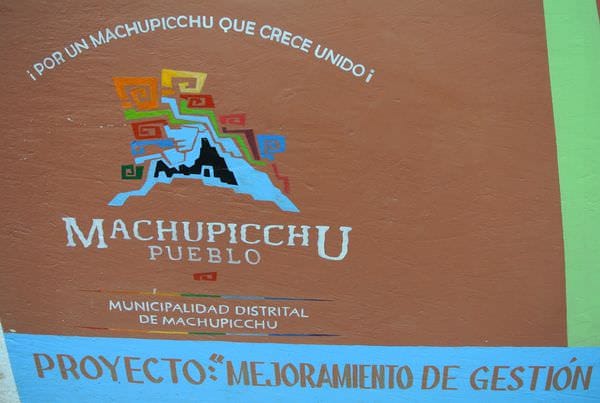 ¡POR UN MACHUPICCHU QUE CRECE UNIDO¡
MACHUPICCHU
PUEBLO
MUNICIPALIDAD DISTRITAL
DE MACHUPICCHU
PROYECTO: "MEJORAMIENTO DE GESTIÓN